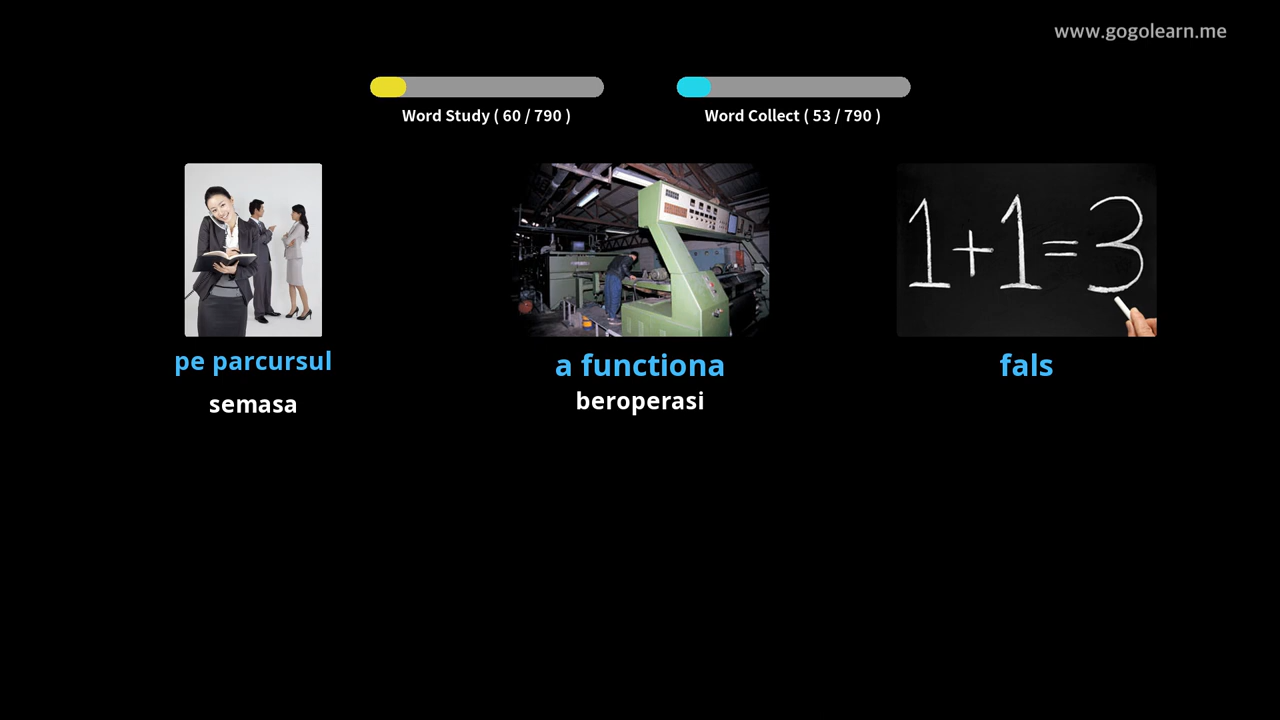 www.gogolearn.me
Word Study ( 60 / 790 )
Word Collect ( 53 / 790 )
1+1=3
pe parcursul
semasa
a functiona
beroperasi
fals